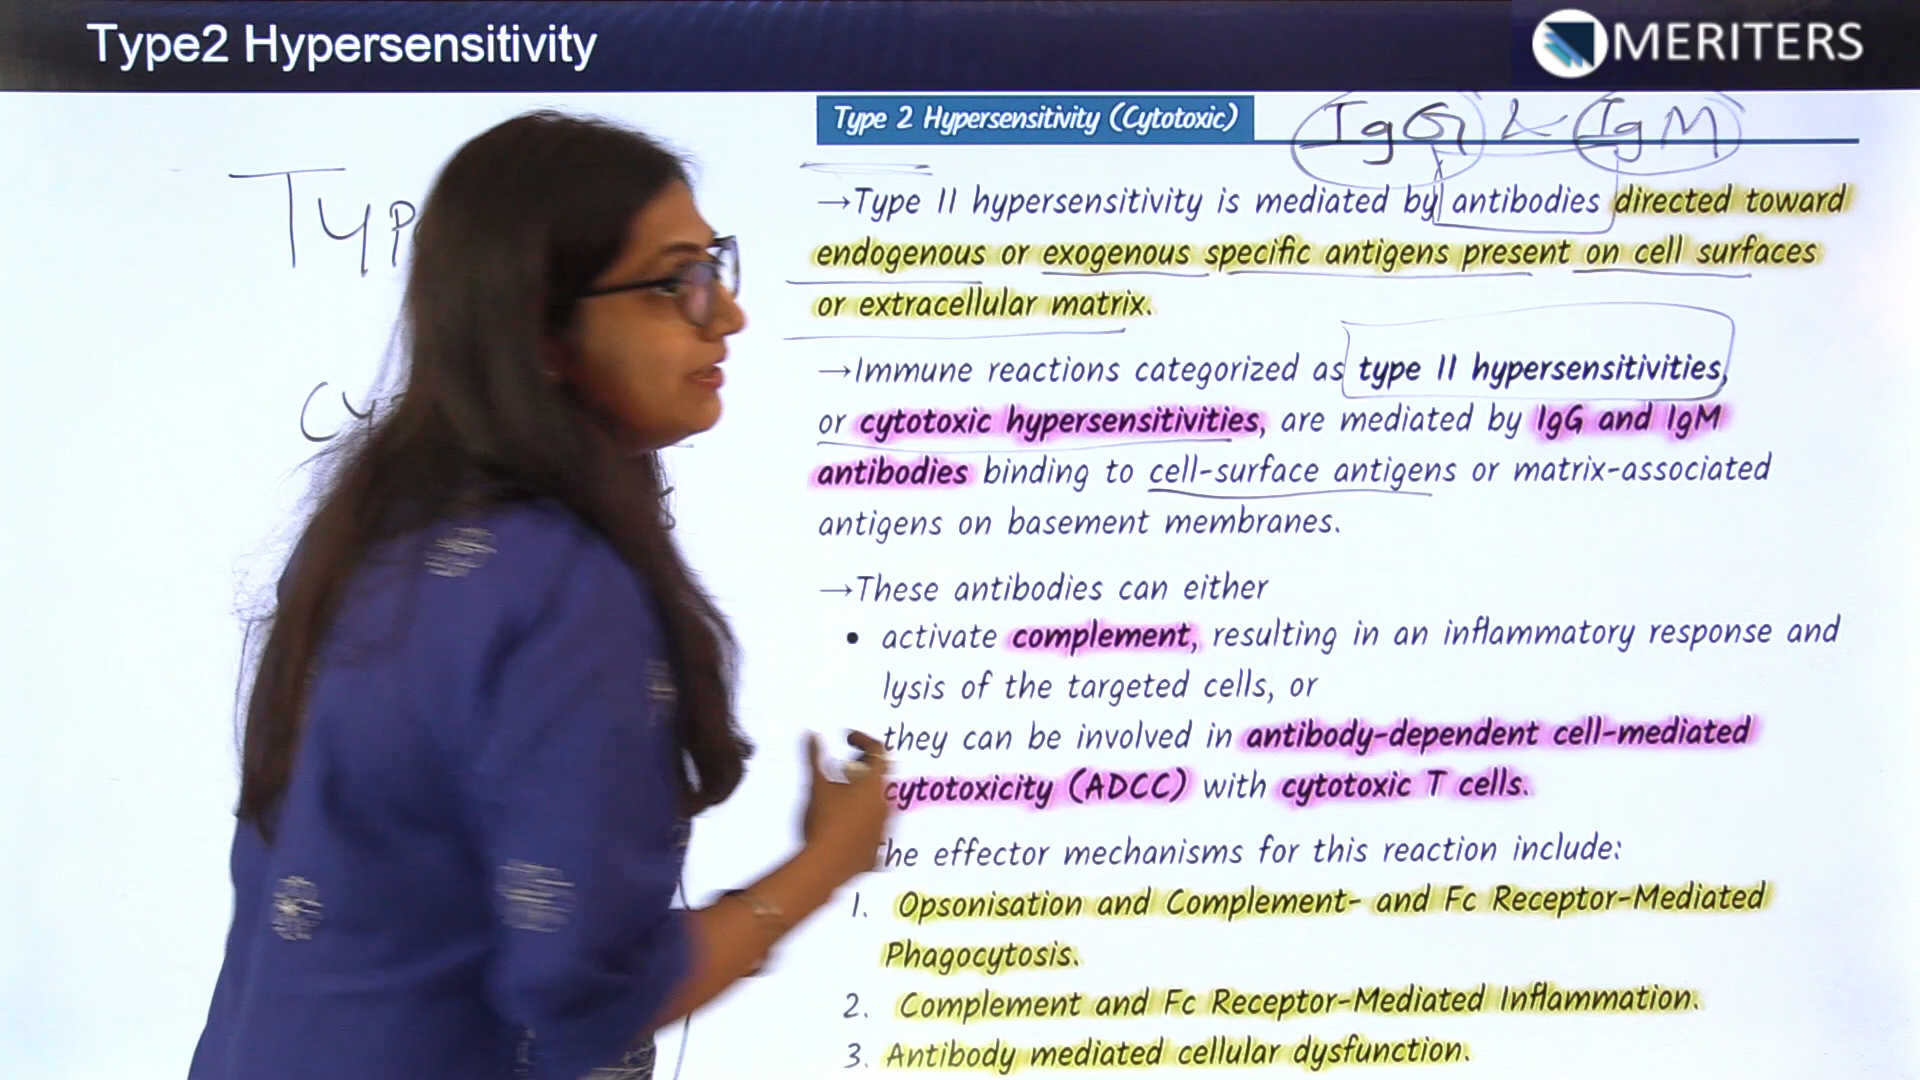 Type2 Hypersensitivity
MERITERS
Type 2 Hypersensitivity (Cytotoxic)
IgG & IgM
→Type II hypersensitivity is mediated by antibodies directed toward
endogenous or exogenous specific antigens present on cell surfaces
or extracellular matrix.
→Immune reactions categorized as type II hypersensitivities,
or cytotoxic hypersensitivities, are mediated by IgG and IgM
antibodies binding to cell-surface antigens or matrix-associated
antigens on basement membranes.
→These antibodies can either
• activate complement, resulting in an inflammatory response and
lysis of the targeted cells, or
• they can be involved in antibody-dependent cell-mediated
cytotoxicity (ADCC) with cytotoxic T cells.
he effector mechanisms for this reaction include:
1. Opsonisation and Complement- and Fc Receptor-Mediated
Phagocytosis.
2. Complement and Fc Receptor-Mediated Inflammation.
3. Antibody mediated cellular dysfunction.
Typ
Cy